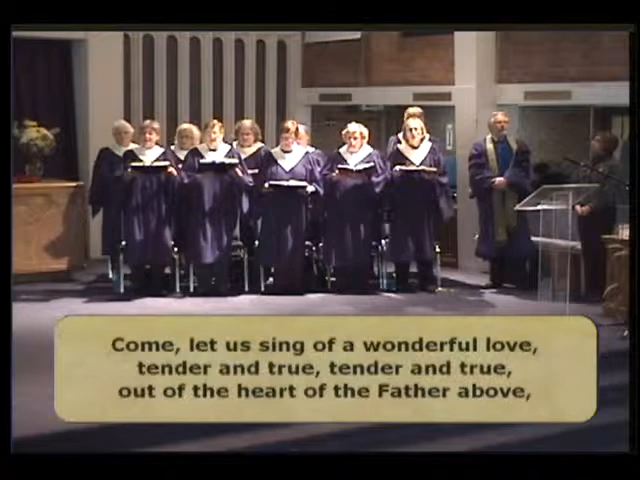 Come, let us sing of a wonderful love,
tender and true, tender and true,
out of the heart of the Father above,